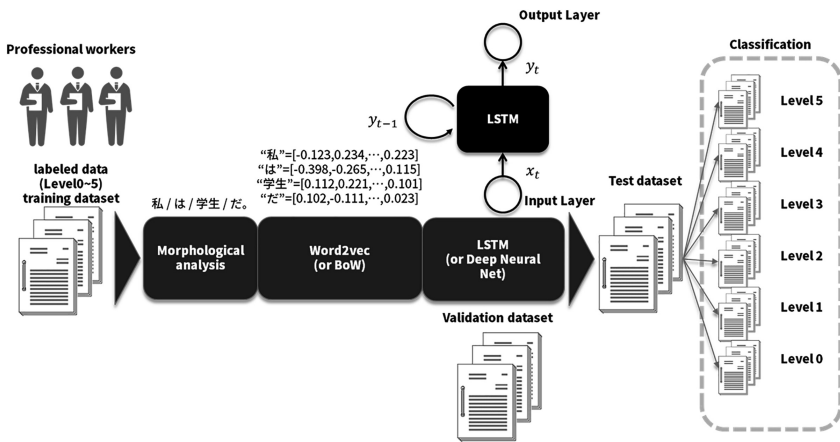 Output Layer
Professional workers
Classification
y_t
LSTM
y_{t-1}
Level 5
Level 4
Level 3
Level 2
Level 1
Level 0
x_t
Input Layer
labeled data
(Level0~5)
training dataset
私 / は / 学生 / だ。
“私”=[-0.123,0.234,⋯,0.223]
“は”=[-0.398,-0.265,⋯,0.115]
“学生”=[0.112,0.221,⋯,0.101]
“だ”=[0.102,-0.111,⋯,0.023]
Morphological
analysis
Word2vec
(or BoW)
LSTM
(or Deep Neural
Net)
Test dataset
Validation dataset